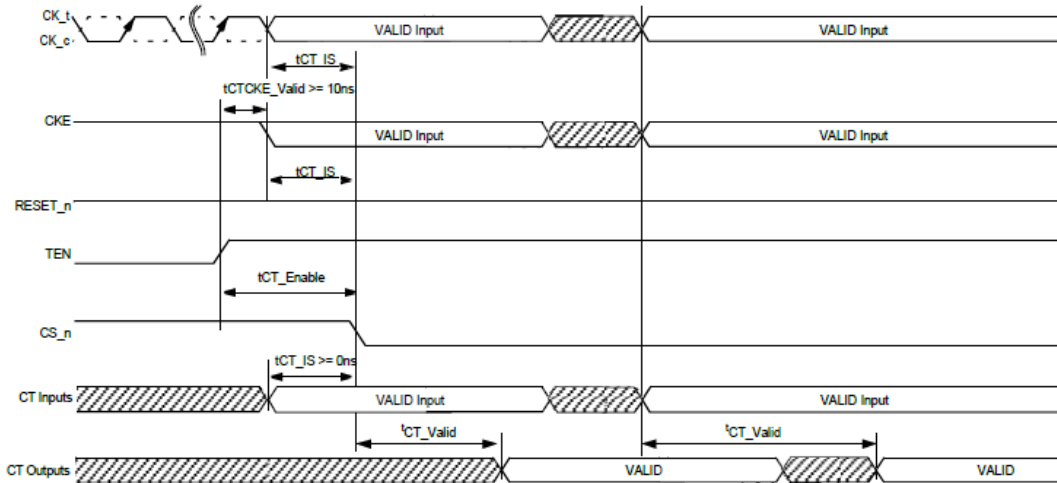 CK_t
CK_c
VALID Input
VALID Input
tCT_IS
tCTCKE_Valid >= 10ns
CKE
VALID Input
VALID Input
tCT_IS
RESET_n
TEN
tCT_Enable
CS_n
tCT_IS >= 0ns
CT Inputs
VALID Input
VALID Input
tCT_Valid
tCT_Valid
CT Outputs
VALID
VALID